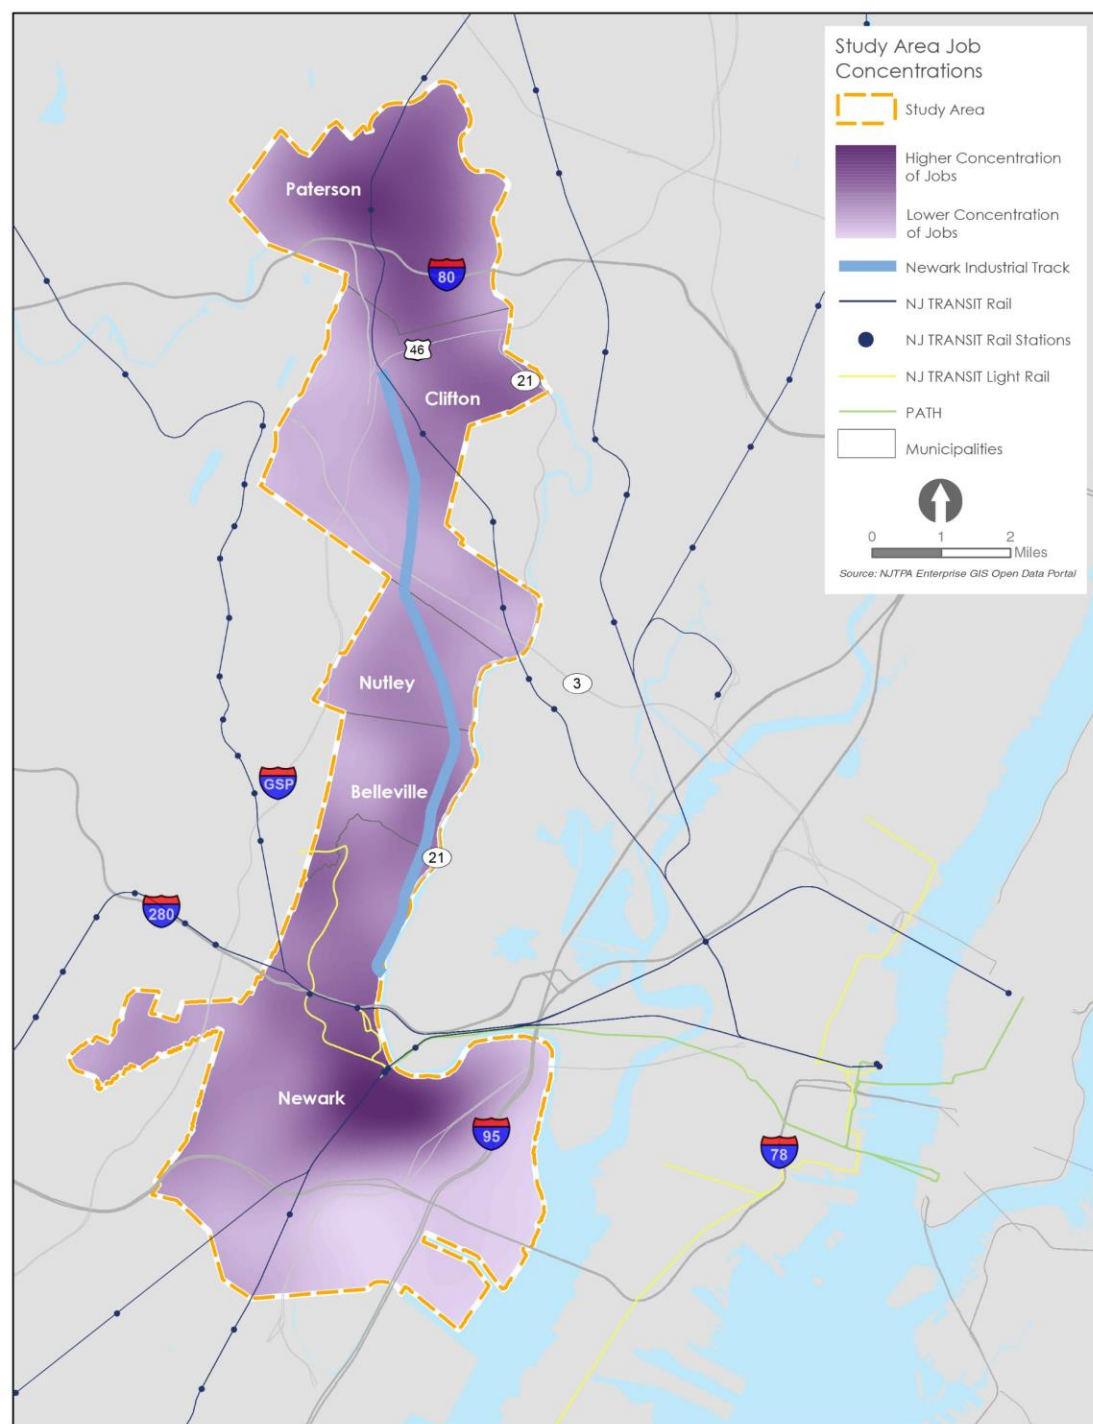 Study Area Job
Concentrations
Study Area
Higher Concentration
of Jobs
Lower Concentration
of Jobs
Newark Industrial Track
NJ TRANSIT Rail
NJ TRANSIT Rail Stations
NJ TRANSIT Light Rail
PATH
Municipalities
0 1 2
Miles
Source: NJTPA Enterprise GIS Open Data Portal
Paterson
80
46
21
Clifton
Nutley
3
GSP
Belleville
21
280
Newark
95
78